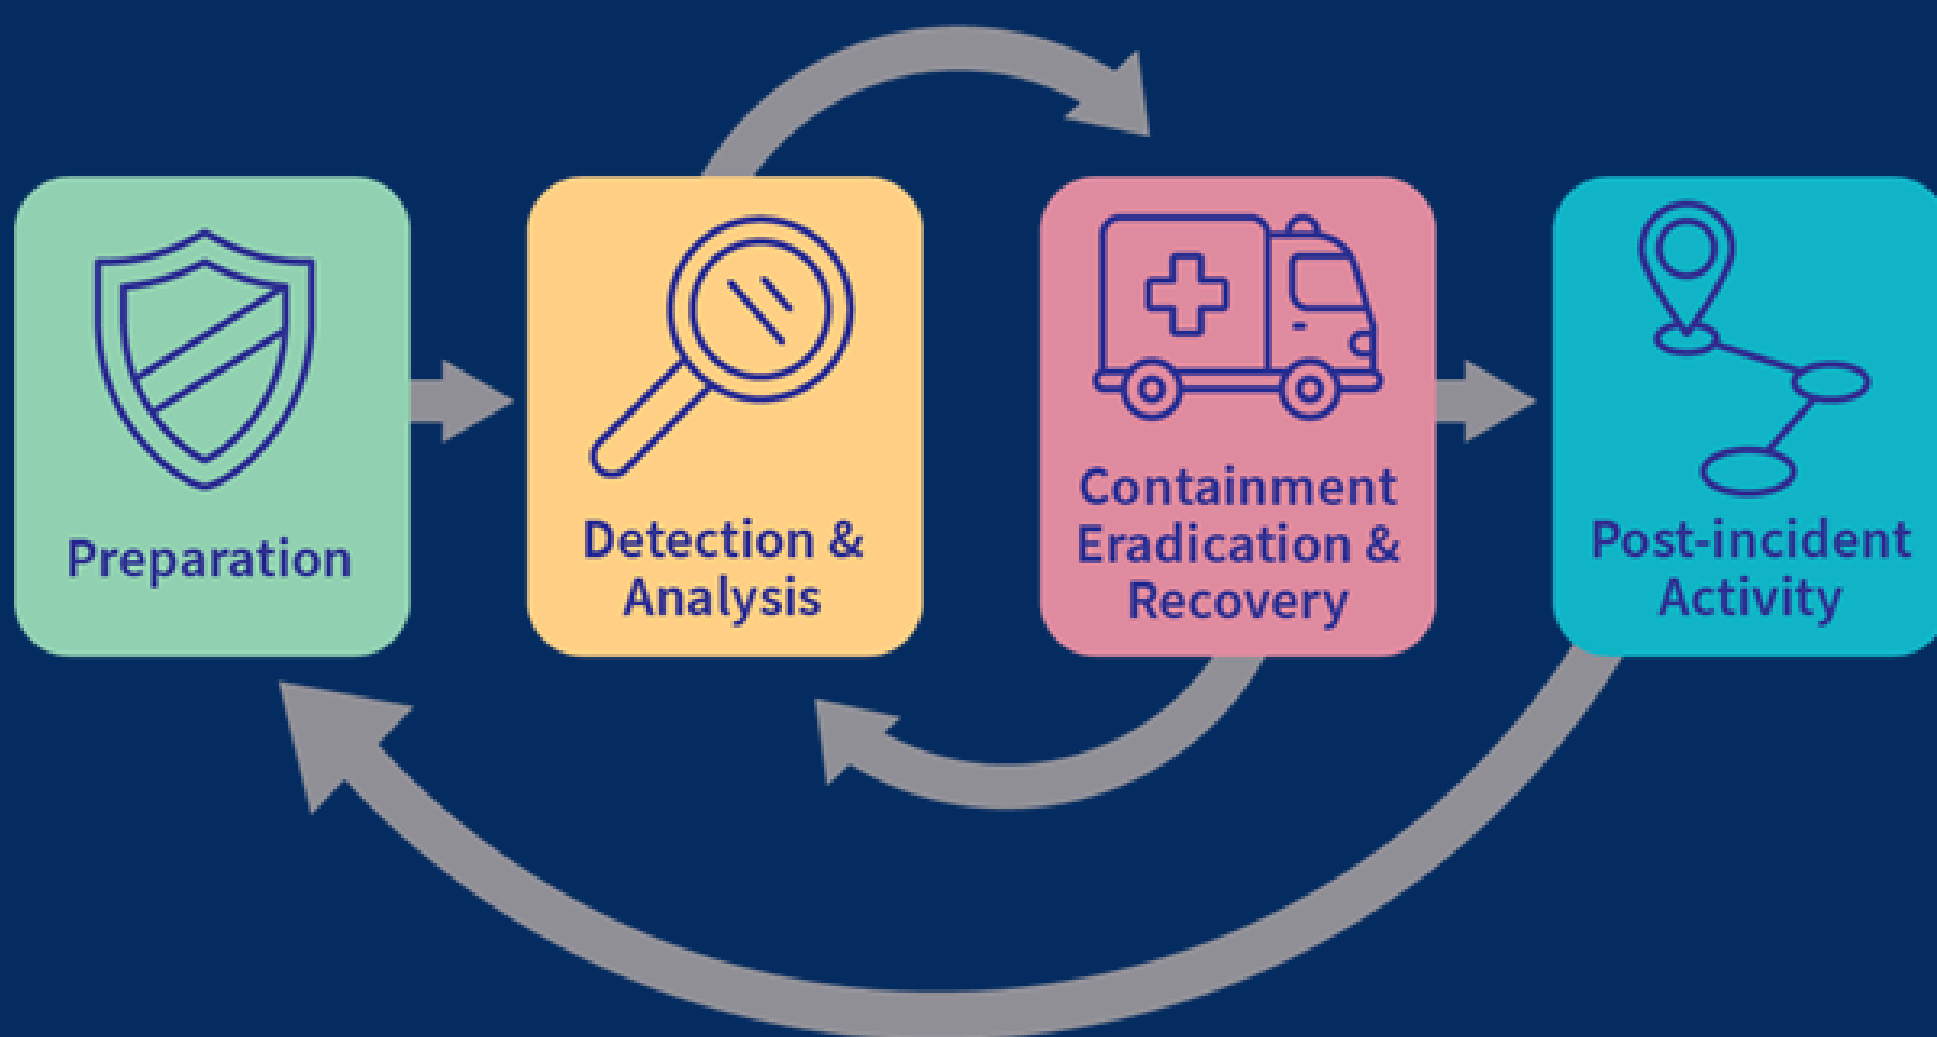 Preparation
Detection &
Analysis
Containment
Eradication &
Recovery
Post-incident
Activity